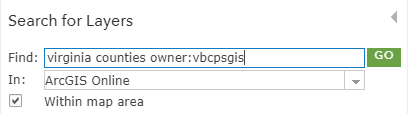 Search for Layers
Find: virginia counties owner:vbcpsgis GO
In: ArcGIS Online
Within map area